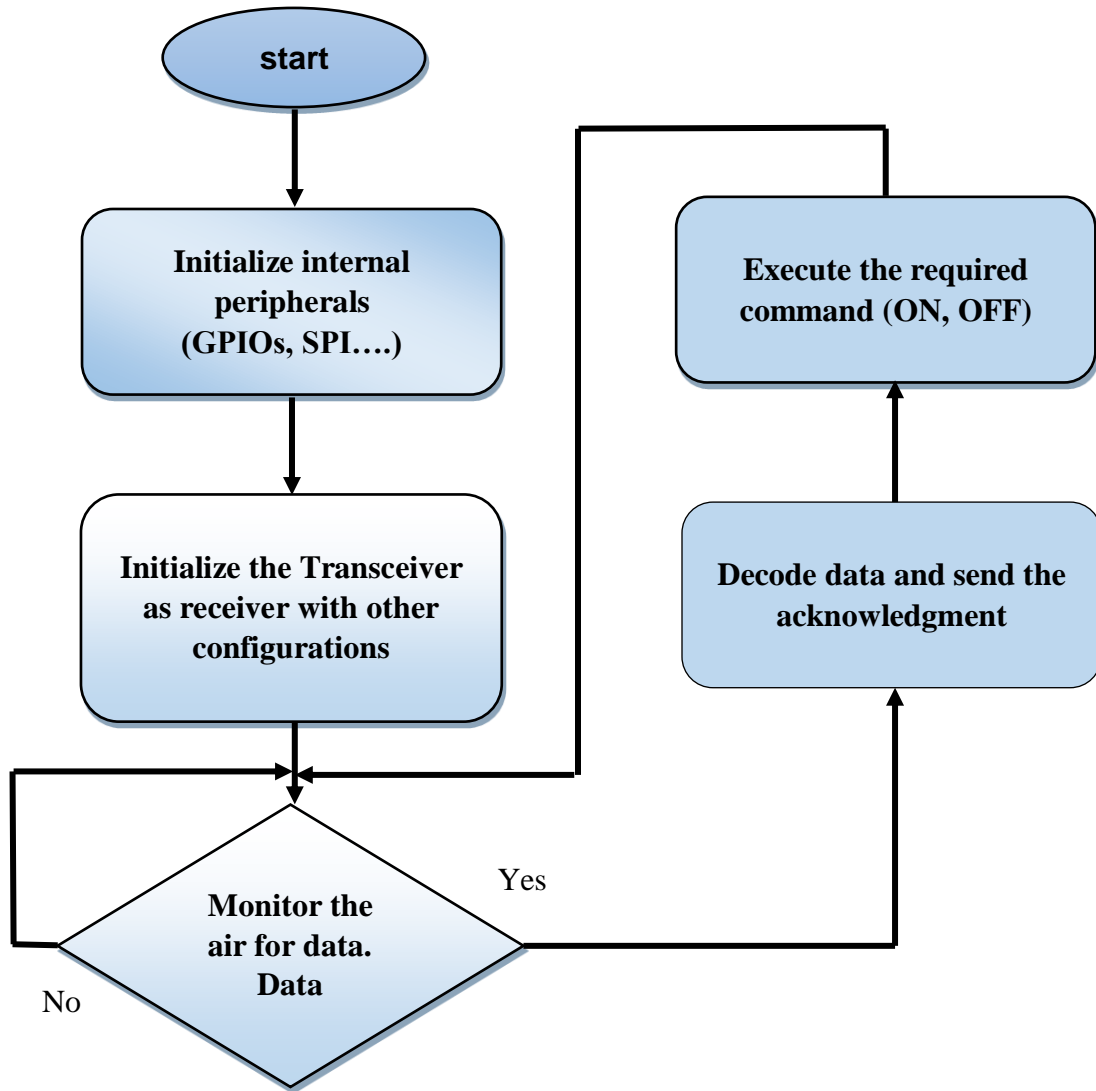 start
Initialize internal
peripherals
(GPIOs, SPI....)
Initialize the Transceiver
as receiver with other
configurations
Monitor the
air for data.
Data
No
Yes
Decode data and send the
acknowledgment
Execute the required
command (ON, OFF)